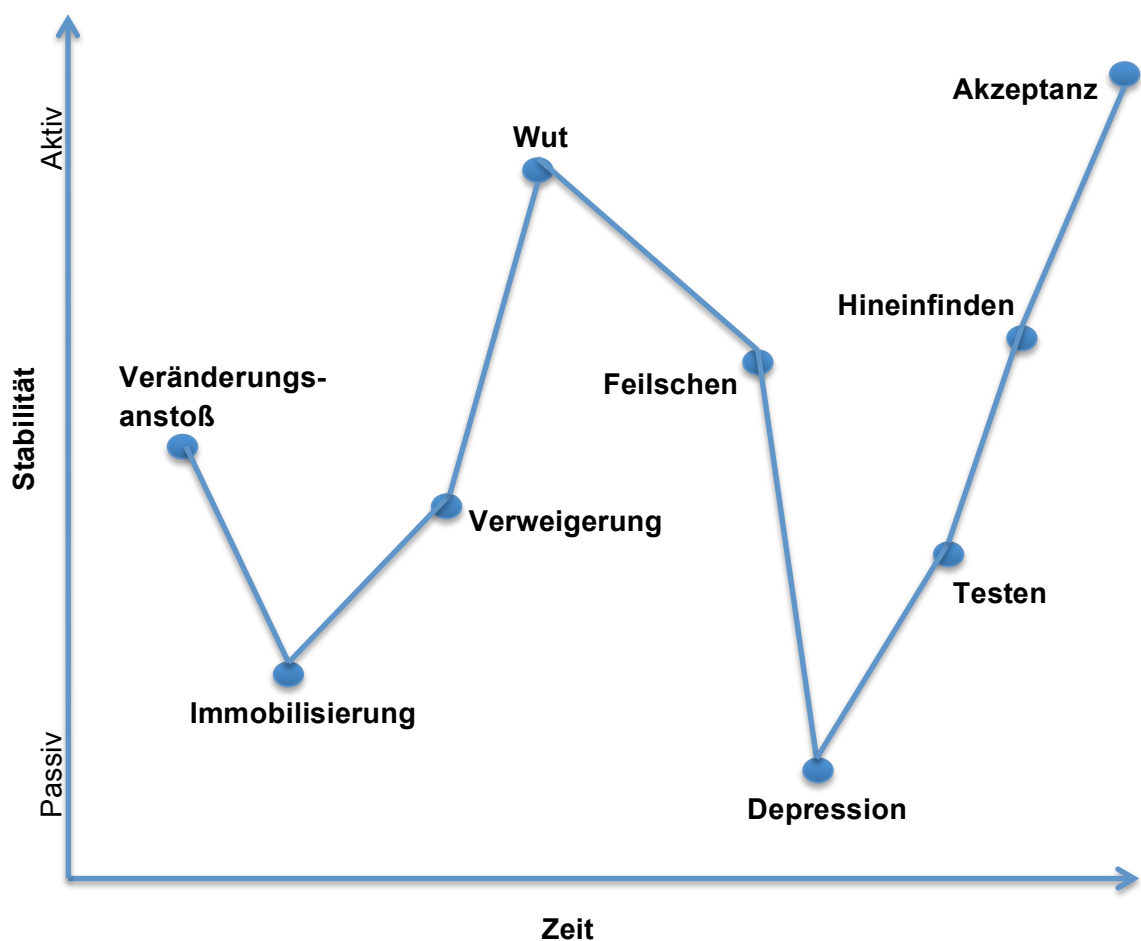 Akzeptanz
Aktiv
Wut
Hineinfinden
Veränderungs-
anstoß
Feilschen
Stabilität
Verweigerung
Testen
Immobilisierung
Passiv
Depression
Zeit